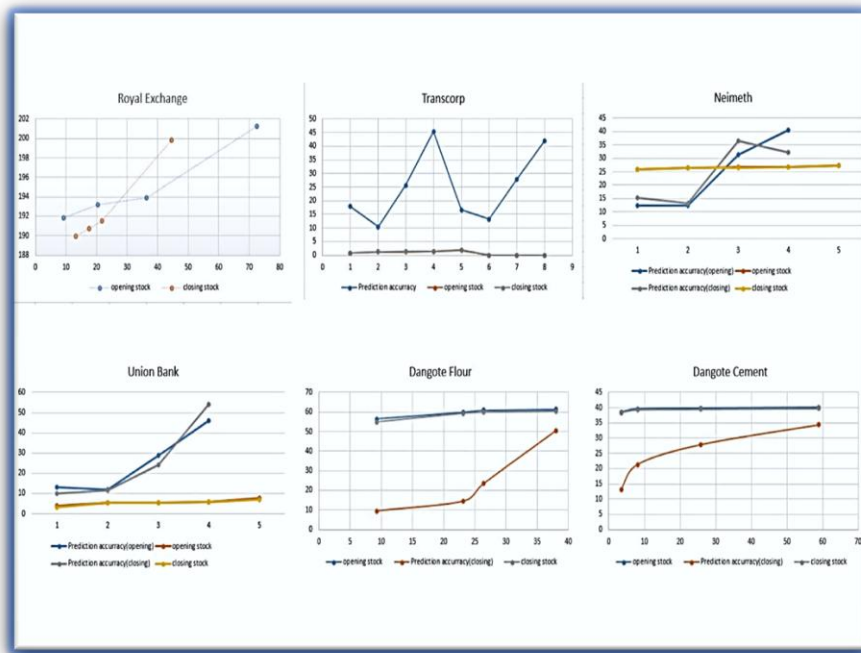 Royal Exchange
202
200
198
196
194
192
190
188
0 10 20 30 40 50 60 70 80
opening stock closing stock
Transcorp
50
45
40
35
30
25
20
15
10
5
0
0 1 2 3 4 5 6 7 8 9
Prediction accurracy opening stock closing stock
Neimeth
45
40
35
30
25
20
15
10
5
0
1 2 3 4 5
Prediction accurracy(opening) opening stock
Prediction accurracy(closing) closing stock
Union Bank
60
50
40
30
20
10
0
1 2 3 4 5
Prediction accurracy(opening) opening stock
Prediction accurracy(closing) closing stock
Dangote Flour
70
60
50
40
30
20
10
0
0 5 10 15 20 25 30 35 40
opening stock Prediction accurracy(closing) closing stock
Dangote Cement
45
40
35
30
25
20
15
10
5
0
0 10 20 30 40 50 60 70
opening stock Prediction accurracy(closing) closing stock